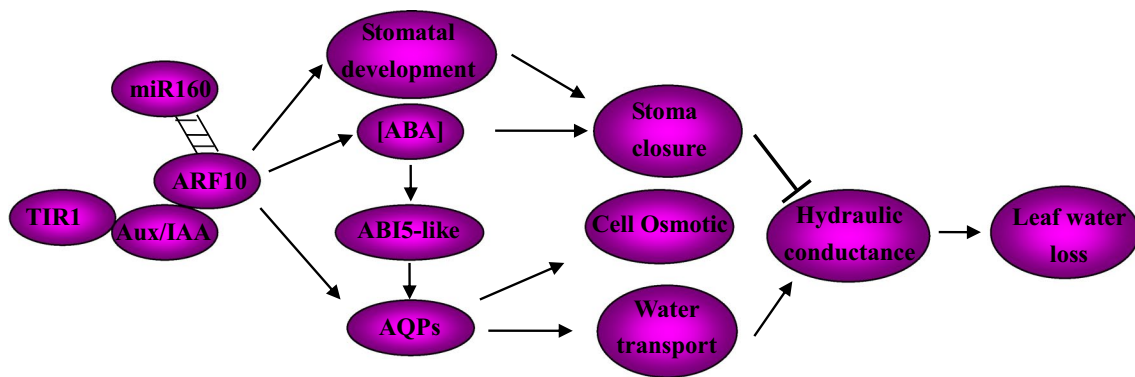 Stomatal
development
miR160
[ABA]
Stoma
closure
ARF10
TIR1
Aux/IAA
ABI5-like
Cell Osmotic
Hydraulic
conductance
Leaf water
loss
AQPs
Water
transport